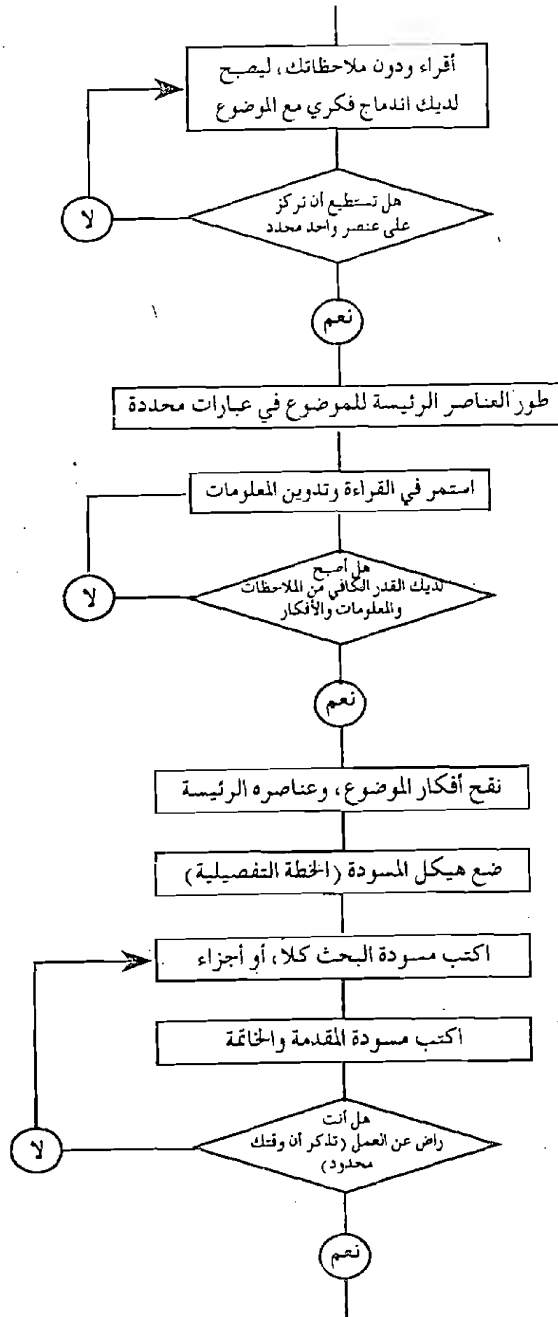 أقراء ودون ملاحظاتك، ليصبح
لديك اندماج فكري مع الموضوع
هل تستطيع أن تركز
على عنصر واحد محدد
لا
نعم
طور العناصر الرئيسة للموضوع في عبارات محددة
استمر في القراءة وتدوين المعلومات
هل أصبح
لديك القدر الكافي من الملاحظات
والمعلومات والأفكار
لا
نعم
نقح أفكار الموضوع، وعناصره الرئيسة
ضع هيكل المسودة (الخطة التفصيلية)
اكتب مسودة البحث كلا، أو أجزاء
اكتب مسودة المقدمة والخاتمة
هل أنت
راض عن العمل (تذكر أن وقتك
محدود)
لا
نعم